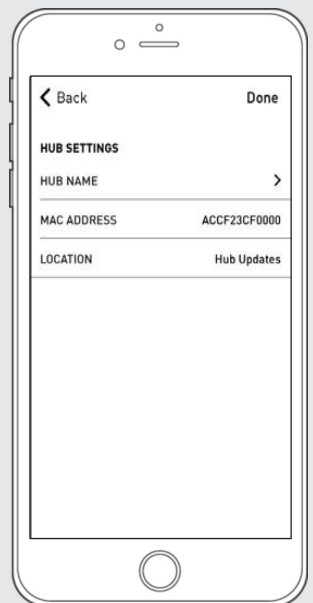 Back Done
HUB SETTINGS
HUB NAME
MAC ADDRESS ACCF23CF0000
LOCATION Hub Updates